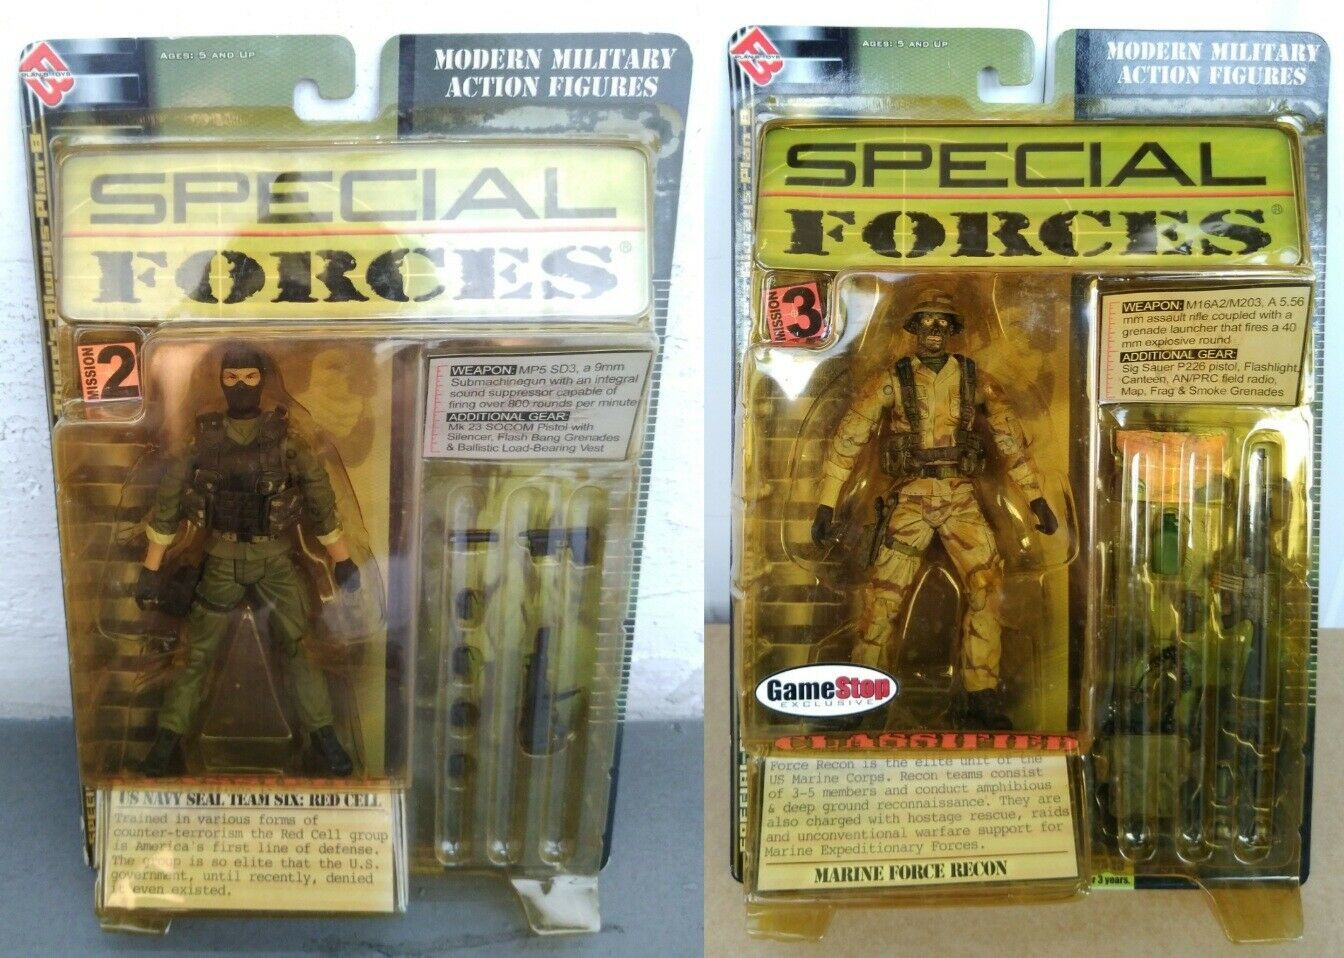 PLAN-B TOYS
AGES: 5 AND UP
MODERN MILITARY
ACTION FIGURES
SPECIAL
FORCES®
MISSION
2
WEAPON: MP5 SD3, a 9mm
Submachinegun with an integral
sound suppressor capable of
firing over 800 rounds per minute
ADDITIONAL GEAR:
Mk 23 SOCOM Pistol with
Silencer, Flash Bang Grenades
& Ballistic Load-Bearing Vest
US NAVY SEAL TEAM SIX: RED CELL
Trained in various forms of
counter-terrorism the Red Cell group
is America's first line of defense.
The group is so elite that the U.S.
government, until recently, denied
it even existed.
PLAN-B TOYS
AGES: 5 AND UP
MODERN MILITARY
ACTION FIGURES
SPECIAL
FORCES®
MISSION
3
WEAPON: M16A2/M203, A 5.56
mm assault rifle coupled with a
grenade launcher that fires a 40
mm explosive round
ADDITIONAL GEAR:
Sig Sauer P226 pistol, Flashlight,
Canteen, AN/PRC field radio,
Map, Frag & Smoke Grenades
GameStop
EXCLUSIVE
CLASSIFIED
Force Recon is the elite unit of the
US Marine Corps. Recon teams consist
of 3-5 members and conduct amphibious
& deep ground reconnaissance. They are
also charged with hostage rescue, raids
and unconventional warfare support for
Marine Expeditionary Forces.
MARINE FORCE RECON
r 3 years.